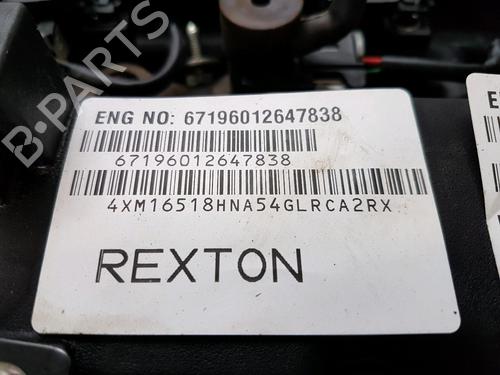 ENG NO: 67196012647838
67196012647838
4XM16518HNA54GLRCA2RX
REXTON
B-PARTS
E